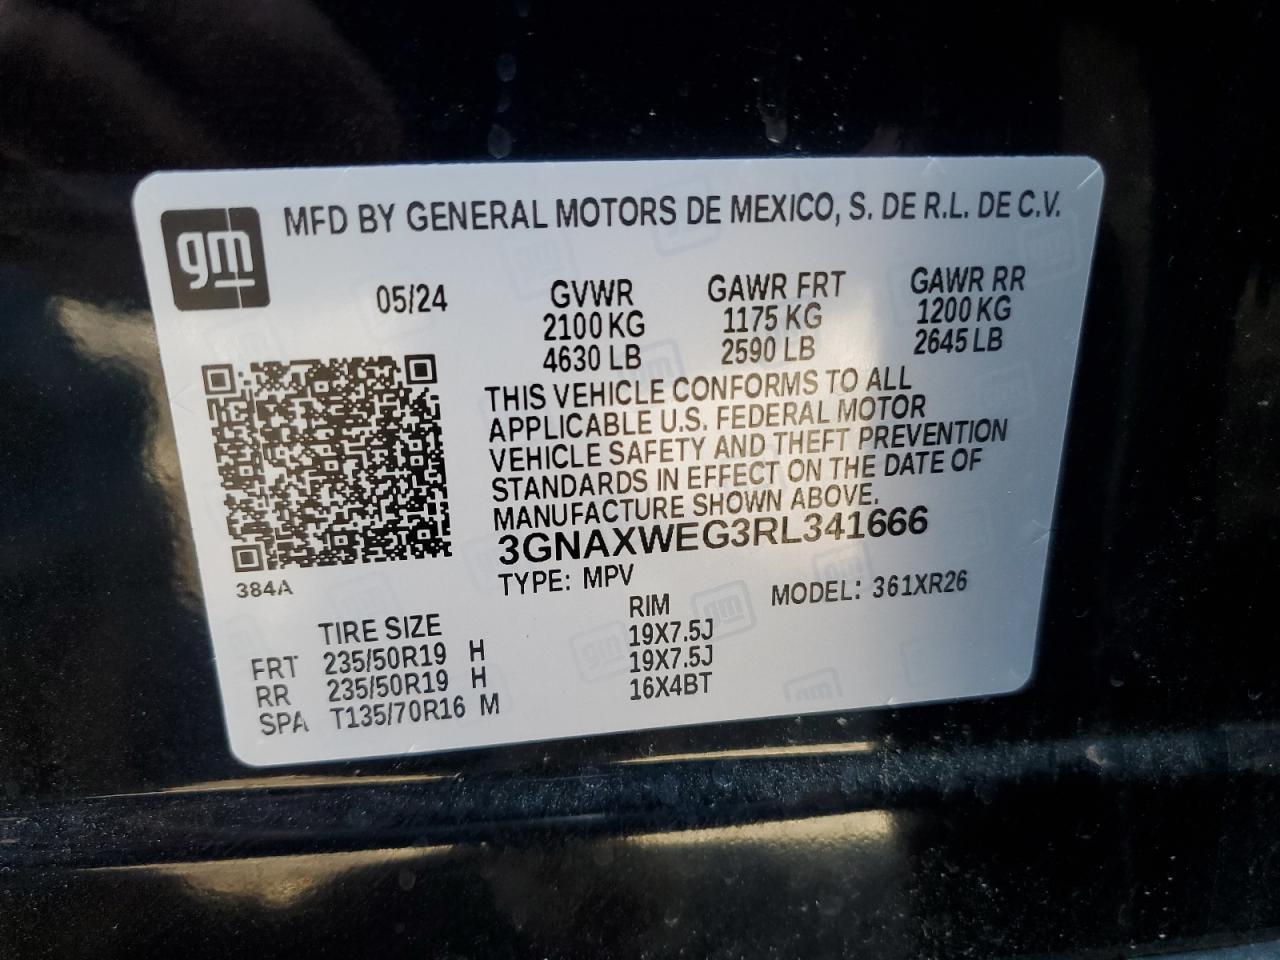 gm
MFD BY GENERAL MOTORS DE MEXICO, S. DE R.L. DE C.V.
05/24
GVWR
2100 KG
4630 LB
GAWR FRT
1175 KG
2590 LB
GAWR RR
1200 KG
2645 LB
THIS VEHICLE CONFORMS TO ALL
APPLICABLE U.S. FEDERAL MOTOR
VEHICLE SAFETY AND THEFT PREVENTION
STANDARDS IN EFFECT ON THE DATE OF
MANUFACTURE SHOWN ABOVE.
3GNAXWEG3RL341666
TYPE: MPV
MODEL: 361XR26
384A
TIRE SIZE RIM
FRT 235/50R19 H 19X7.5J
RR 235/50R19 H 19X7.5J
SPA T135/70R16 M 16X4BT